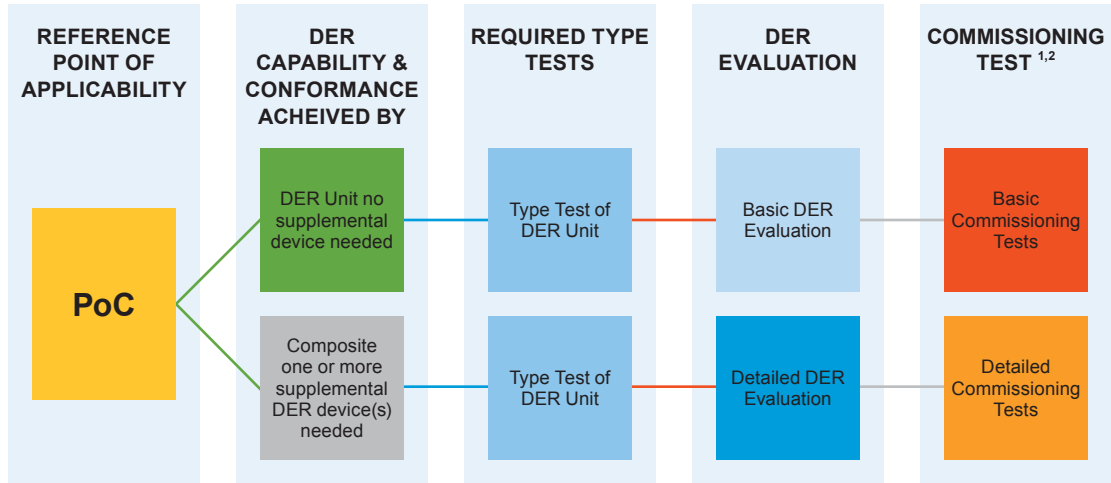 REFERENCE
POINT OF
APPLICABILITY
DER
CAPABILITY &
CONFORMANCE
ACHEIVED BY
REQUIRED TYPE
TESTS
DER
EVALUATION
COMMISSIONING
TEST 1,2
PoC
DER Unit no
supplemental
device needed
Type Test of
DER Unit
Basic DER
Evaluation
Basic
Commissioning
Tests
Composite
one or more
supplemental
DER device(s)
needed
Type Test of
DER Unit
Detailed DER
Evaluation
Detailed
Commissioning
Tests